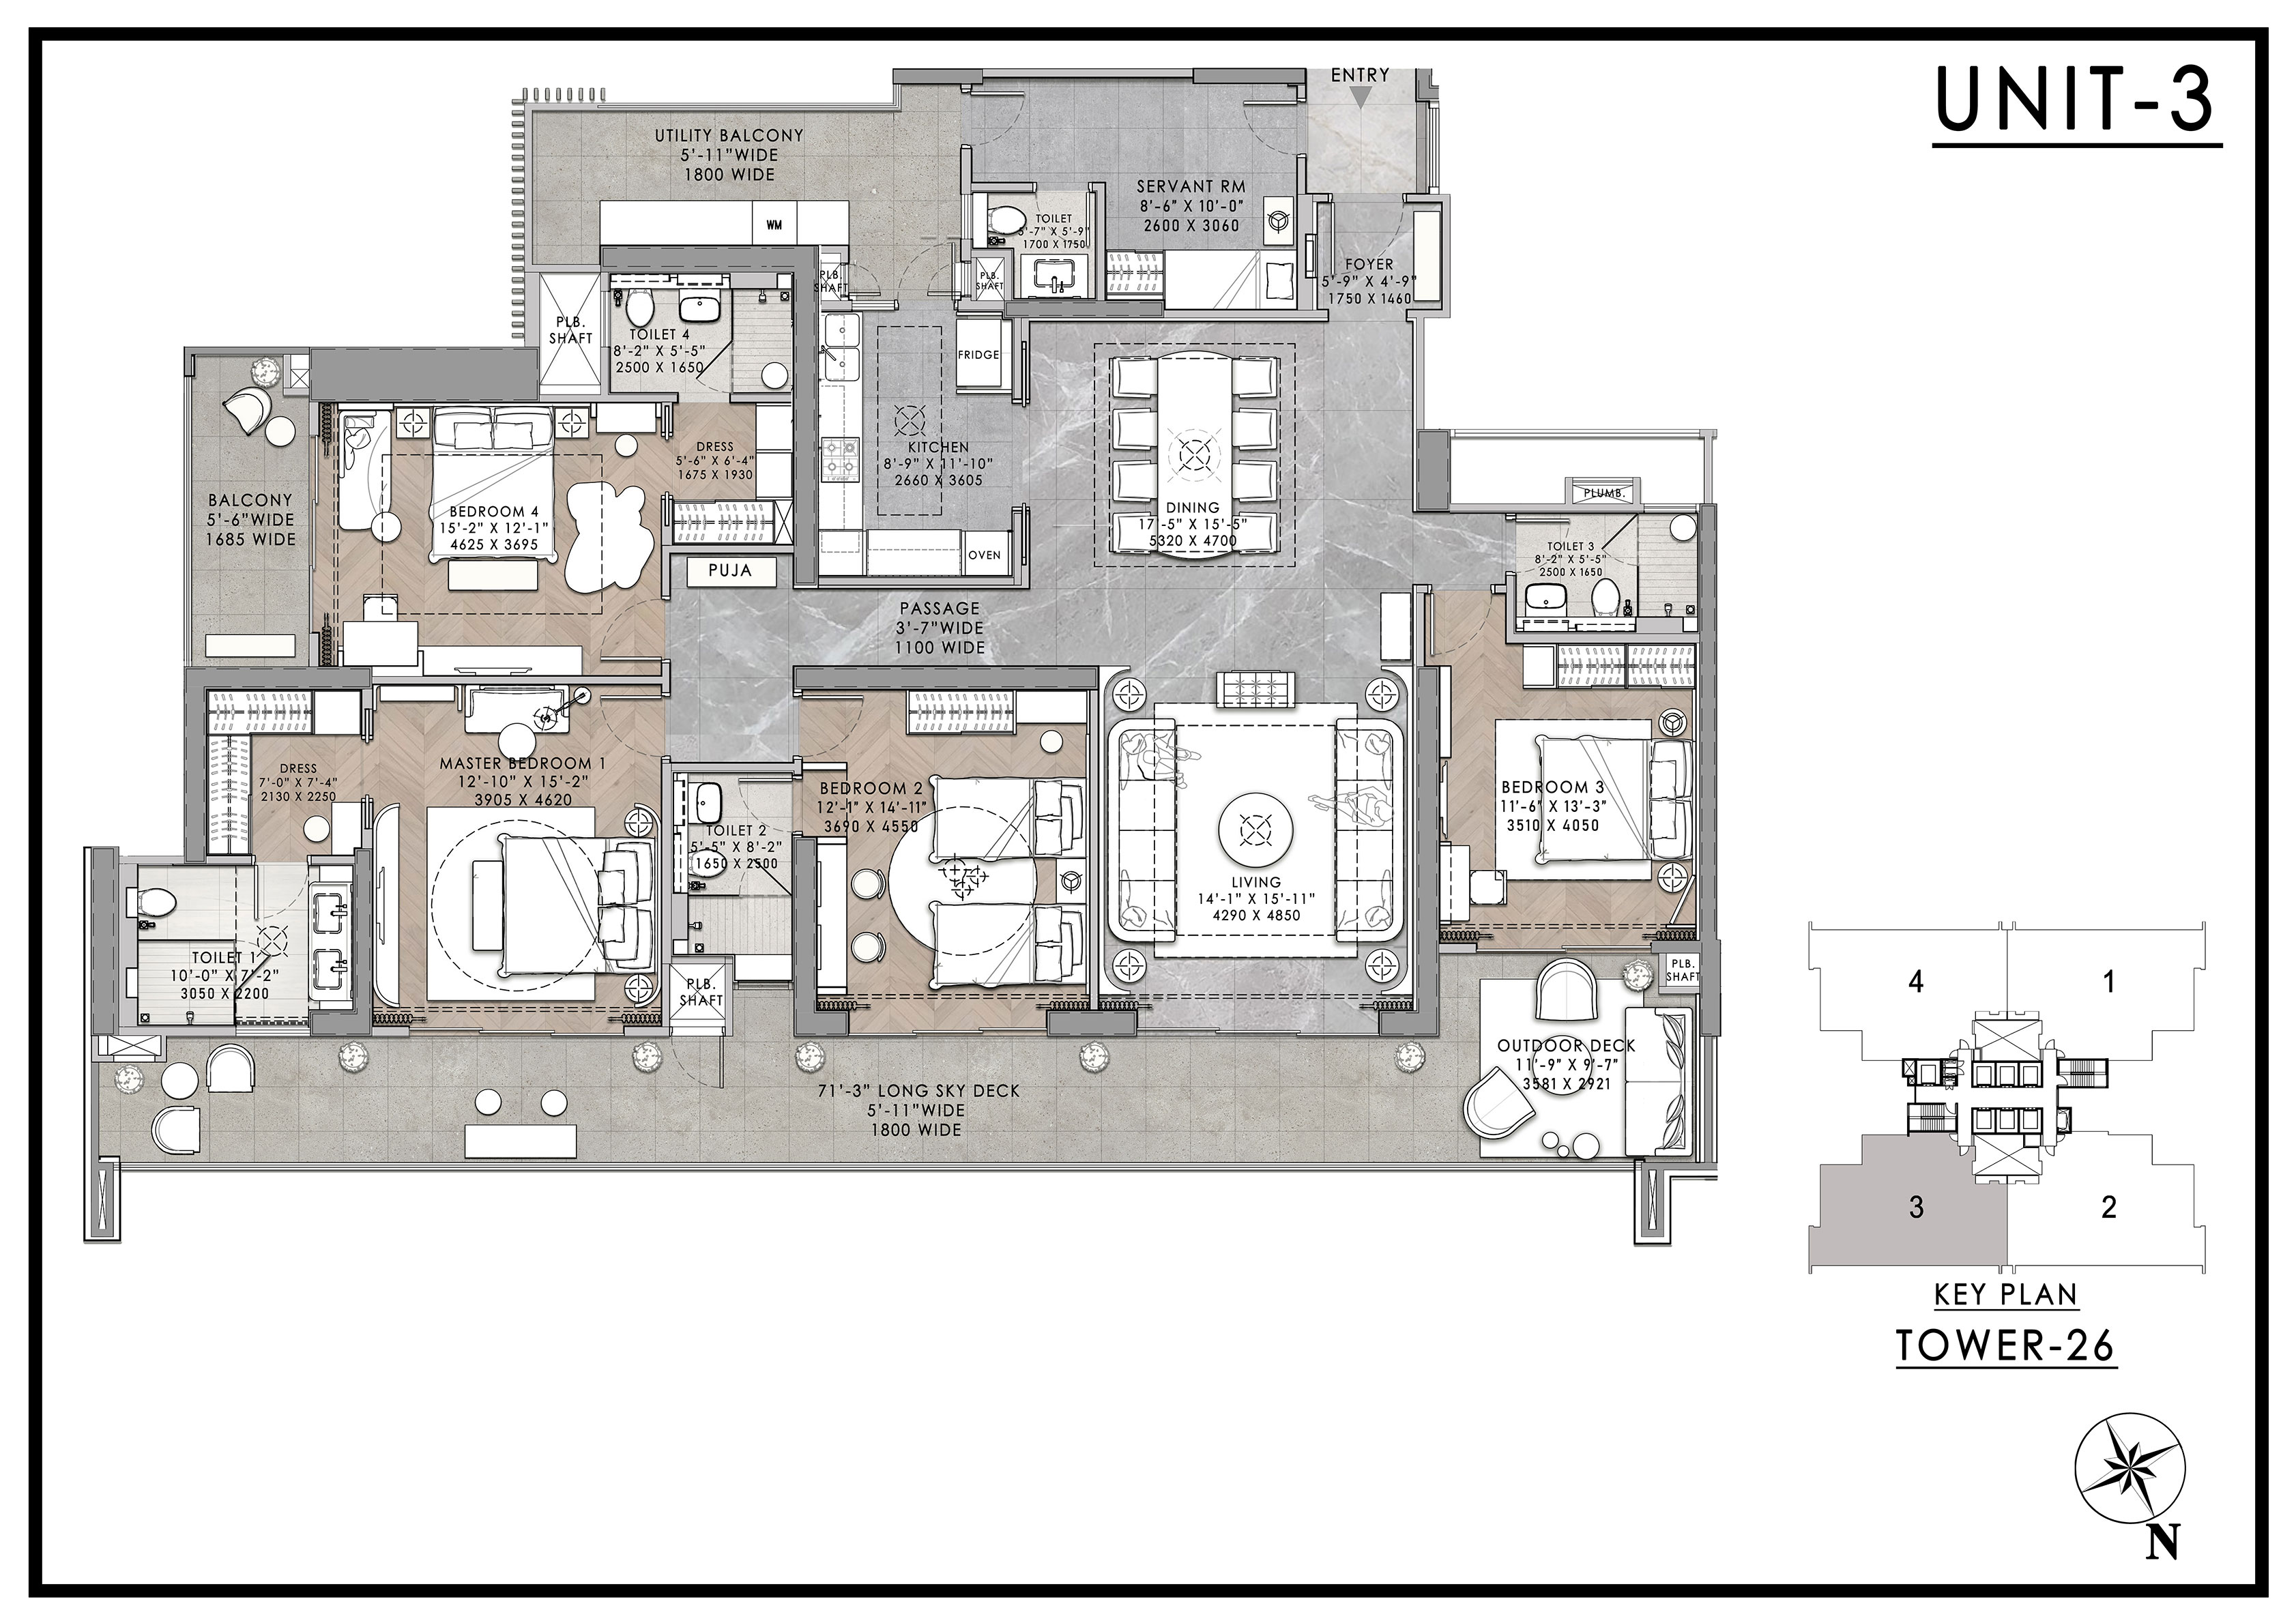 UNIT-3
ENTRY
UTILITY BALCONY
5'-11"WIDE
1800 WIDE
WM
SERVANT RM
8'-6" X 10'-0"
2600 X 3060
TOILET
5'-7" X 5'-9"
1700 X 1750
FOYER
5'-9" X 4'-9"
1750 X 1460
PLB.
SHAFT
PLB.
SHAFT
PLB.
SHAFT
TOILET 4
8'-2" X 5'-5"
2500 X 1650
FRIDGE
KITCHEN
8'-9" X 11'-10"
2660 X 3605
OVEN
DRESS
5'-6" X 6'-4"
1675 X 1930
BALCONY
5'-6"WIDE
1685 WIDE
BEDROOM 4
15'-2" X 12'-1"
4625 X 3695
DINING
17'-5" X 15'-5"
5320 X 4700
PLUMB.
TOILET 3
8'-2" X 5'-5"
2500 X 1650
PUJA
PASSAGE
3'-7"WIDE
1100 WIDE
DRESS
7'-0" X 7'-4"
2130 X 2250
MASTER BEDROOM 1
12'-10" X 15'-2"
3905 X 4620
BEDROOM 2
12'-1" X 14'-11"
3690 X 4550
TOILET 2
5'-5" X 8'-2"
1650 X 2500
BEDROOM 3
11'-6" X 13'-3"
3510 X 4050
LIVING
14'-1" X 15'-11"
4290 X 4850
TOILET 1
10'-0" X 7'-2"
3050 X 2200
PLB.
SHAFT
PLB.
SHAFT
OUTDOOR DECK
11'-9" X 9'-7"
3581 X 2921
71'-3" LONG SKY DECK
5'-11"WIDE
1800 WIDE
4
1
3
2
KEY PLAN
TOWER-26
N